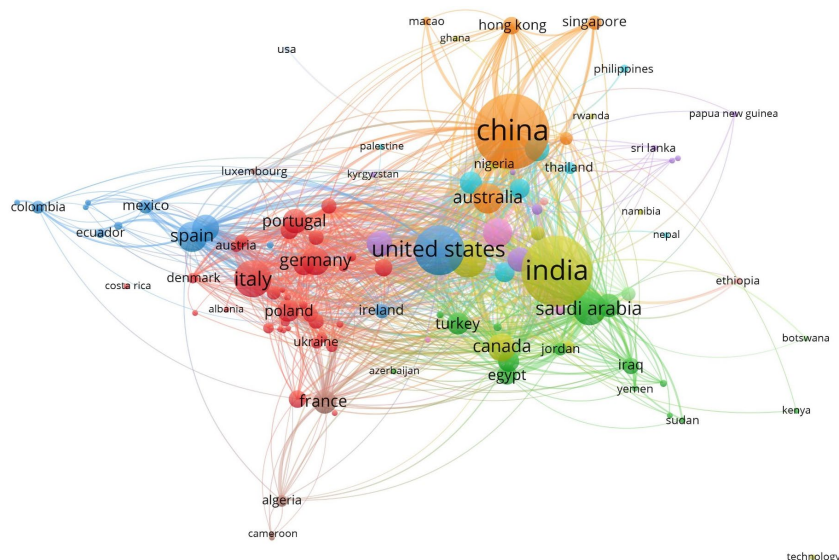 macao
hong kong
singapore
ghana
usa
philippines
papua new guinea
rwanda
china
palestine
sri lanka
nigeria
thailand
luxembourg
kyrgyzstan
australia
colombia
mexico
namibia
portugal
ecuador
spain
nepal
austria
united states
germany
india
denmark
italy
ethiopia
costa rica
albania
poland
ireland
saudi arabia
turkey
botswana
ukraine
canada
jordan
iraq
azerbaijan
egypt
yemen
france
kenya
sudan
algeria
cameroon
technology